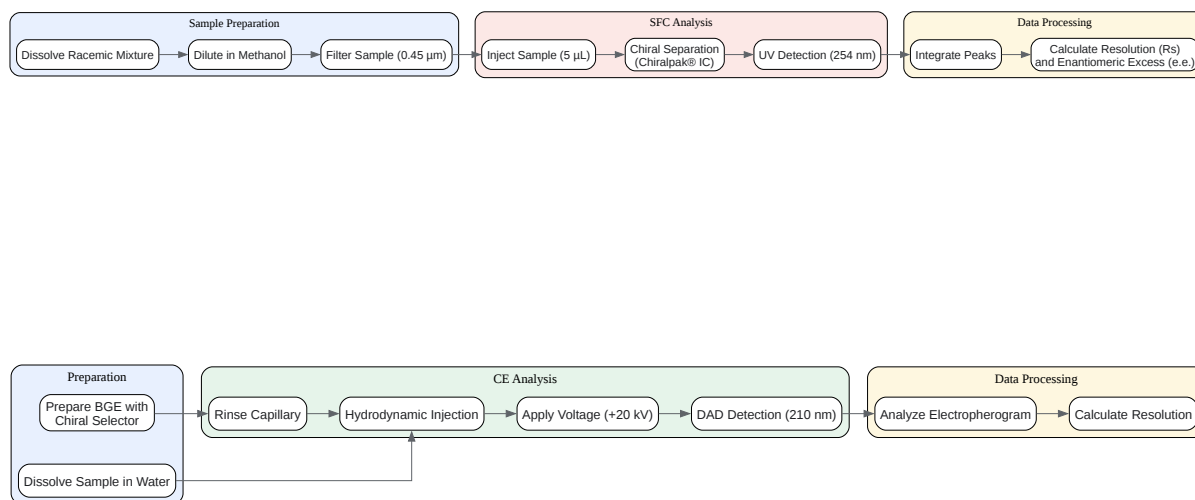 Sample Preparation
Dissolve Racemic Mixture
Dilute in Methanol
Filter Sample (0.45 µm)
SFC Analysis
Inject Sample (5 µL)
Chiral Separation
(Chiralpak® IC)
UV Detection (254 nm)
Data Processing
Integrate Peaks
Calculate Resolution (Rs)
and Enantiomeric Excess (e.e.)
Preparation
Prepare BGE with
Chiral Selector
Dissolve Sample in Water
CE Analysis
Rinse Capillary
Hydrodynamic Injection
Apply Voltage (+20 kV)
DAD Detection (210 nm)
Data Processing
Analyze Electropherogram
Calculate Resolution